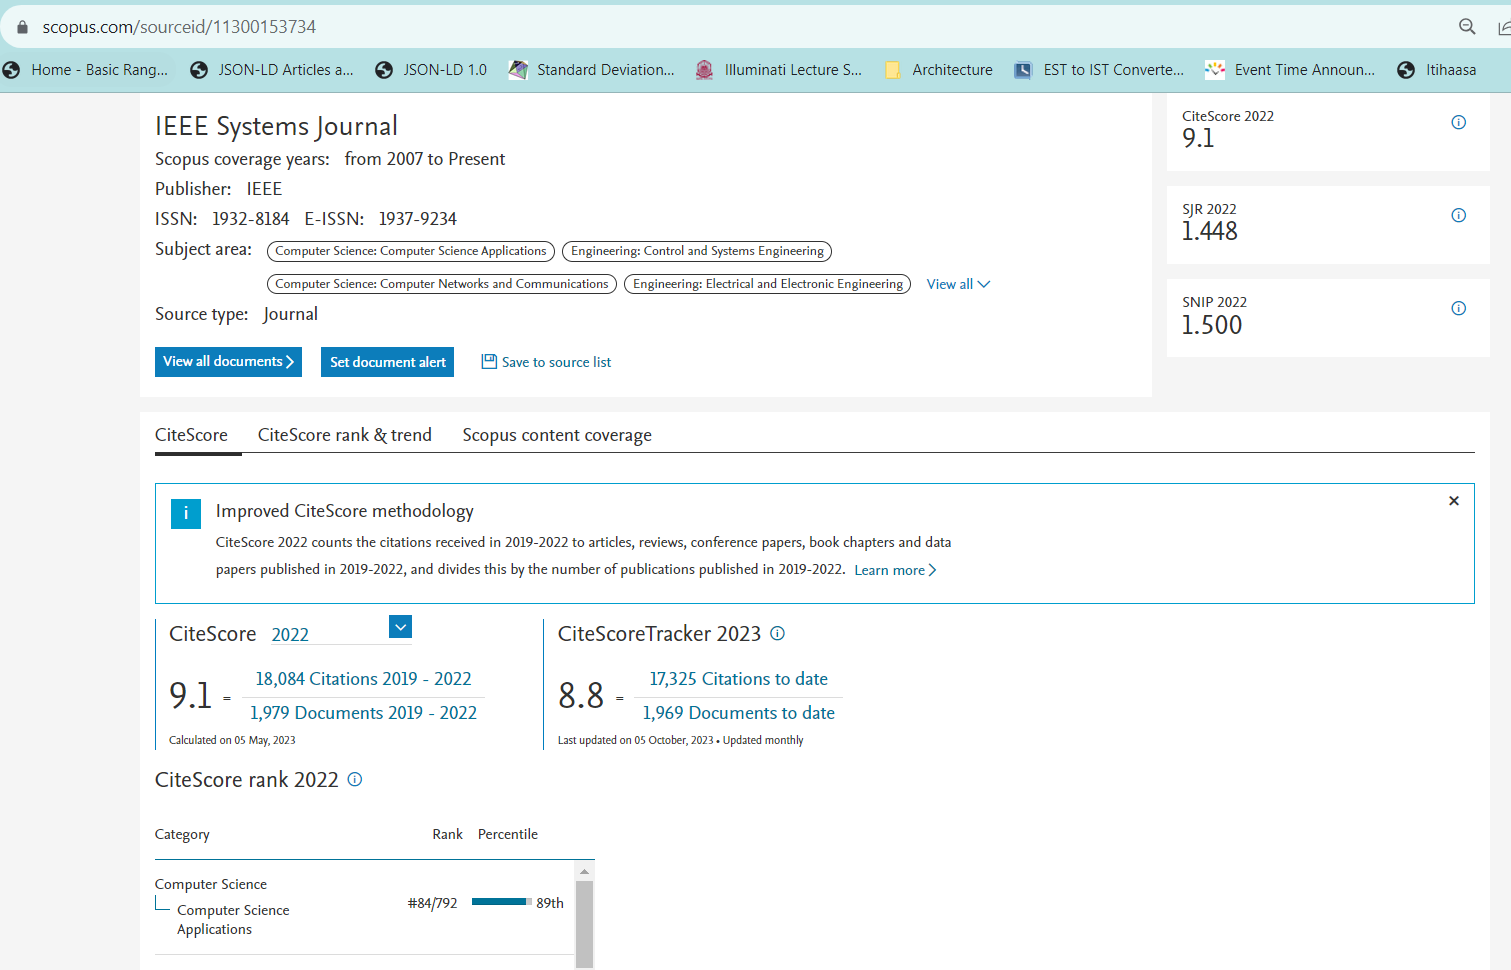 scopus.com/sourceid/11300153734
Home - Basic Rang... JSON-LD Articles a... JSON-LD 1.0 Standard Deviation... Illuminati Lecture S... Architecture EST to IST Converte... Event Time Announ... Itihaasa
IEEE Systems Journal
Scopus coverage years: from 2007 to Present
Publisher: IEEE
ISSN: 1932-8184 E-ISSN: 1937-9234
Subject area: Computer Science: Computer Science Applications Engineering: Control and Systems Engineering
Computer Science: Computer Networks and Communications Engineering: Electrical and Electronic Engineering View all
Source type: Journal
View all documents Set document alert Save to source list
CiteScore 2022
9.1
SJR 2022
1.448
SNIP 2022
1.500
CiteScore CiteScore rank & trend Scopus content coverage
i Improved CiteScore methodology
CiteScore 2022 counts the citations received in 2019-2022 to articles, reviews, conference papers, book chapters and data
papers published in 2019-2022, and divides this by the number of publications published in 2019-2022. Learn more
CiteScore 2022
9.1 = 18,084 Citations 2019 - 2022
1,979 Documents 2019 - 2022
Calculated on 05 May, 2023
CiteScoreTracker 2023
8.8 = 17,325 Citations to date
1,969 Documents to date
Last updated on 05 October, 2023 • Updated monthly
CiteScore rank 2022
Category Rank Percentile
Computer Science
Computer Science #84/792 89th
Applications